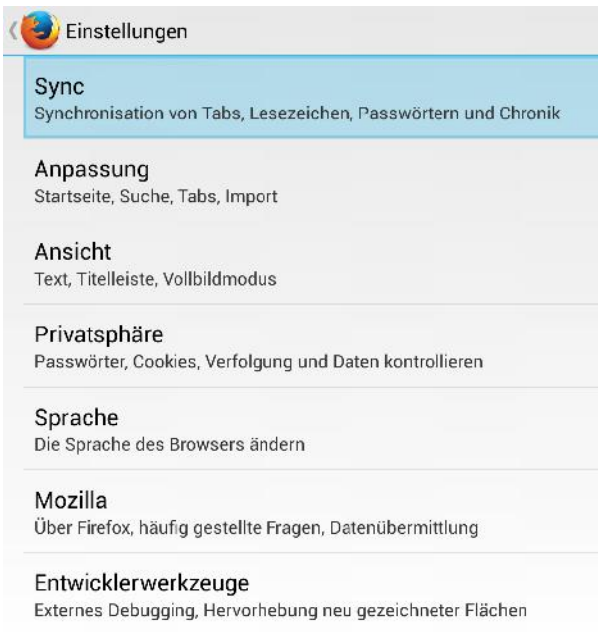 Einstellungen
Sync
Synchronisation von Tabs, Lesezeichen, Passwörtern und Chronik
Anpassung
Startseite, Suche, Tabs, Import
Ansicht
Text, Titelleiste, Vollbildmodus
Privatsphäre
Passwörter, Cookies, Verfolgung und Daten kontrollieren
Sprache
Die Sprache des Browsers ändern
Mozilla
Über Firefox, häufig gestellte Fragen, Datenübermittlung
Entwicklerwerkzeuge
Externes Debugging, Hervorhebung neu gezeichneter Flächen